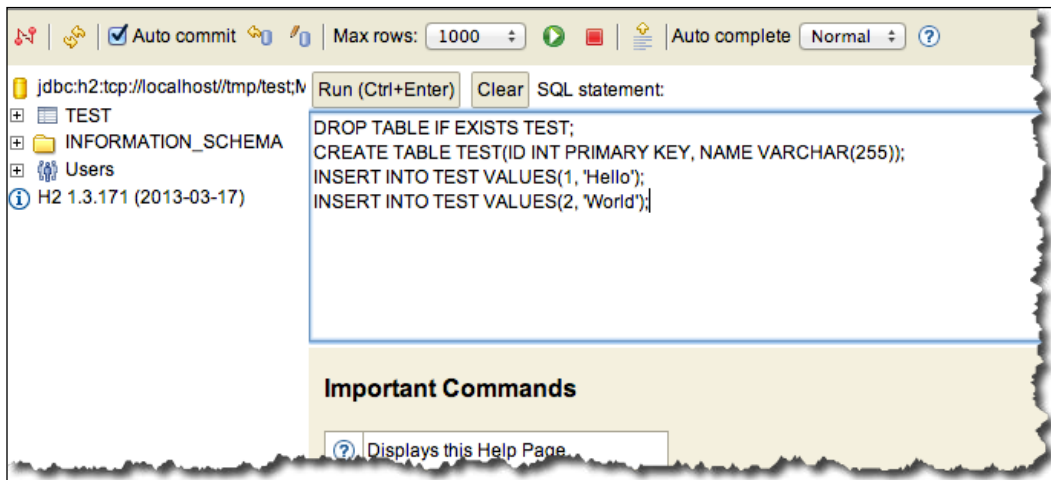 Auto commit Max rows: 1000 Auto complete Normal ?
jdbc:h2:tcp://localhost//tmp/test;M
TEST
INFORMATION_SCHEMA
Users
H2 1.3.171 (2013-03-17)
Run (Ctrl+Enter) Clear SQL statement:
DROP TABLE IF EXISTS TEST;
CREATE TABLE TEST(ID INT PRIMARY KEY, NAME VARCHAR(255));
INSERT INTO TEST VALUES(1, 'Hello');
INSERT INTO TEST VALUES(2, 'World');
Important Commands
? Displays this Help Page.